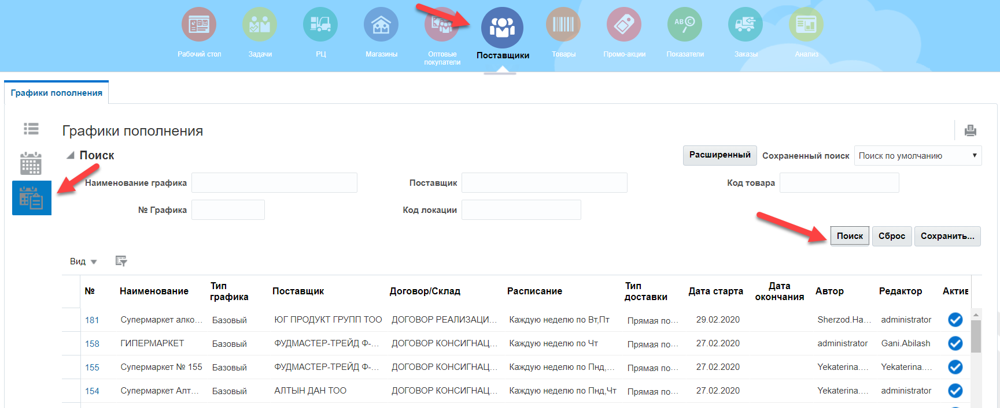 Рабочий стол
Задачи
РЦ
Магазины
Оптовые
покупатели
Поставщики
Товары
Промо-акции
ABC
Показатели
Заказы
Анализ
Графики пополнения
Графики пополнения
Поиск
Расширенный
Сохраненный поиск
Поиск по умолчанию
Наименование графика
Поставщик
Код товара
№ Графика
Код локации
Поиск Сброс Сохранить...
Вид
№ Наименование Тип графика Поставщик Договор/Склад Расписание Тип доставки Дата старта Дата окончания Автор Редактор Актив
181 Супермаркет алко... Базовый ЮГ ПРОДУКТ ГРУПП ТОО ДОГОВОР РЕАЛИЗАЦИ... Каждую неделю по Вт,Пт Прямая по... 29.02.2020 Sherzod.Ha... administrator
158 ГИПЕРМАРКЕТ Базовый ФУДМАСТЕР-ТРЕЙД Ф-... ДОГОВОР КОНСИГНАЦ... Каждую неделю по Чт Прямая по... 27.02.2020 administrator Gani.Abilash
155 Супермаркет № 155 Базовый ФУДМАСТЕР-ТРЕЙД Ф-... ДОГОВОР КОНСИГНАЦ... Каждую неделю по Пнд,... Прямая по... 27.02.2020 Yekaterina.... Yekaterina....
154 Супермаркет Алт... Базовый АЛТЫН ДАН ТОО ДОГОВОР КОНСИГНАЦ... Каждую неделю по Пнд,Чт Прямая по... 27.02.2020 Yekaterina.... administrator